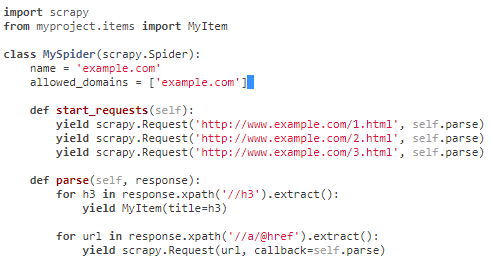 import scrapy
from myproject.items import MyItem

class MySpider(scrapy.Spider):
    name = 'example.com'
    allowed_domains = ['example.com']

    def start_requests(self):
        yield scrapy.Request('http://www.example.com/1.html', self.parse)
        yield scrapy.Request('http://www.example.com/2.html', self.parse)
        yield scrapy.Request('http://www.example.com/3.html', self.parse)

    def parse(self, response):
        for h3 in response.xpath('//h3').extract():
            yield MyItem(title=h3)

        for url in response.xpath('//a/@href').extract():
            yield scrapy.Request(url, callback=self.parse)